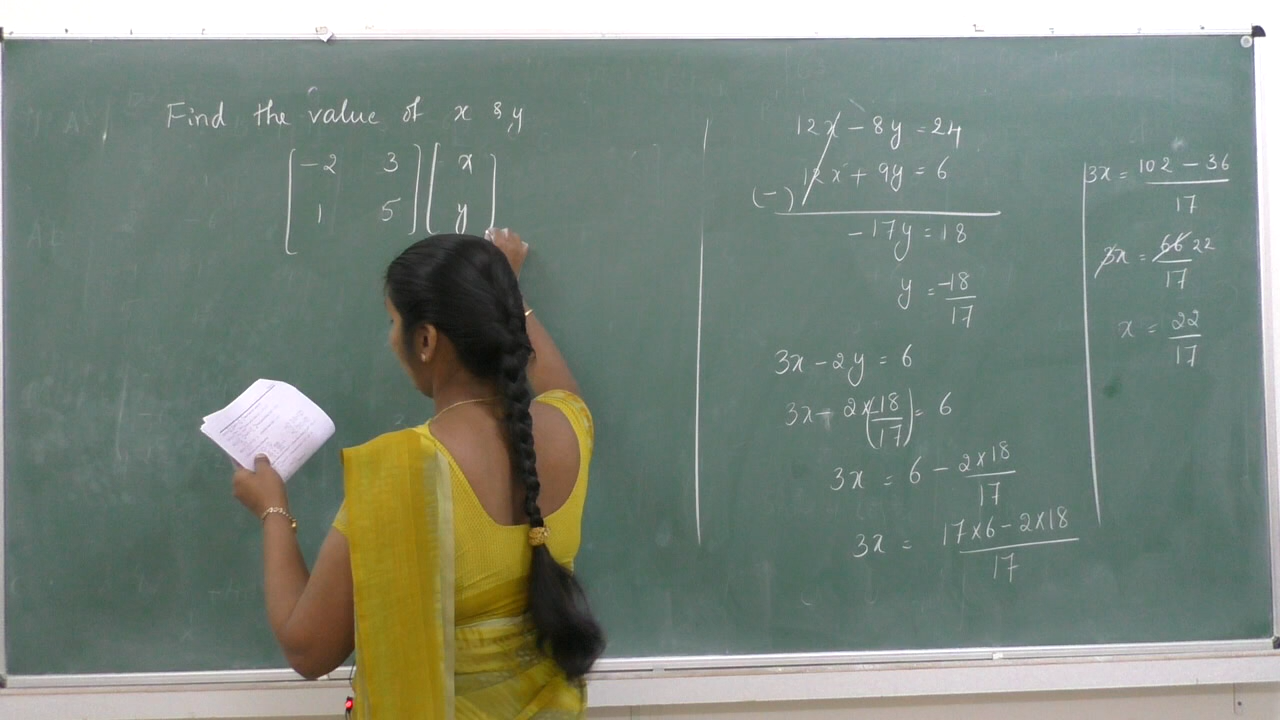 Find the value of x & y
[-2 3
1 5] [x
y]
12x - 8y = 24
12x + 9y = 6
(-)
-17y = 18
y = -18/17
3x - 2y = 6
3x - 2x(-18/17) = 6
3x = 6 - 2x18/17
3x = 17x6 - 2x18/17
3x = 102 - 36/17
3x = 66 22/17
x = 22/17